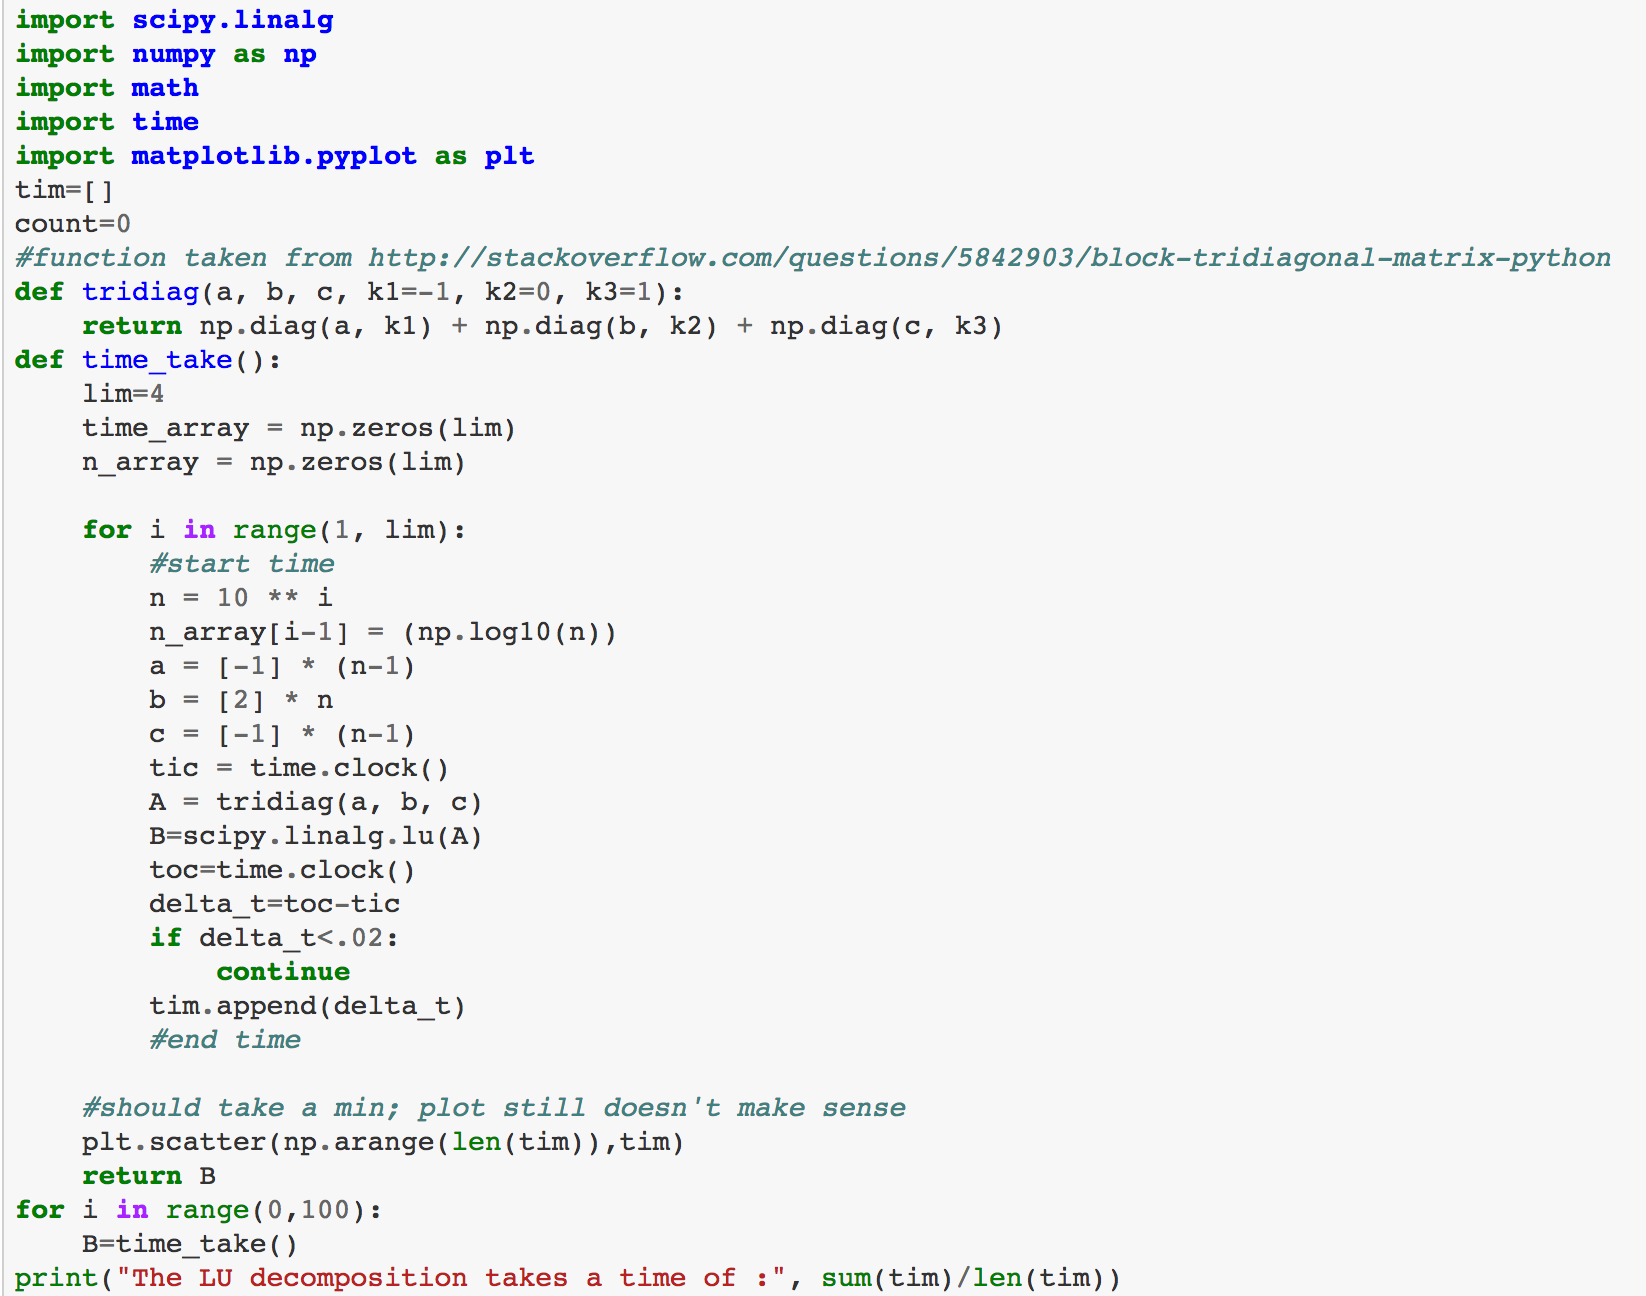 import scipy.linalg
import numpy as np
import math
import time
import matplotlib.pyplot as plt
tim=[]
count=0
#function taken from http://stackoverflow.com/questions/5842903/block-tridiagonal-matrix-python
def tridiag(a, b, c, k1=-1, k2=0, k3=1):
    return np.diag(a, k1) + np.diag(b, k2) + np.diag(c, k3)
def time_take():
    lim=4
    time_array = np.zeros(lim)
    n_array = np.zeros(lim)

    for i in range(1, lim):
        #start time
        n = 10 ** i
        n_array[i-1] = (np.log10(n))
        a = [-1] * (n-1)
        b = [2] * n
        c = [-1] * (n-1)
        tic = time.clock()
        A = tridiag(a, b, c)
        B=scipy.linalg.lu(A)
        toc=time.clock()
        delta_t=toc-tic
        if delta_t<.02:
            continue
        tim.append(delta_t)
        #end time

    #should take a min; plot still doesn't make sense
    plt.scatter(np.arange(len(tim)),tim)
    return B
for i in range(0,100):
    B=time_take()
print("The LU decomposition takes a time of :", sum(tim)/len(tim))